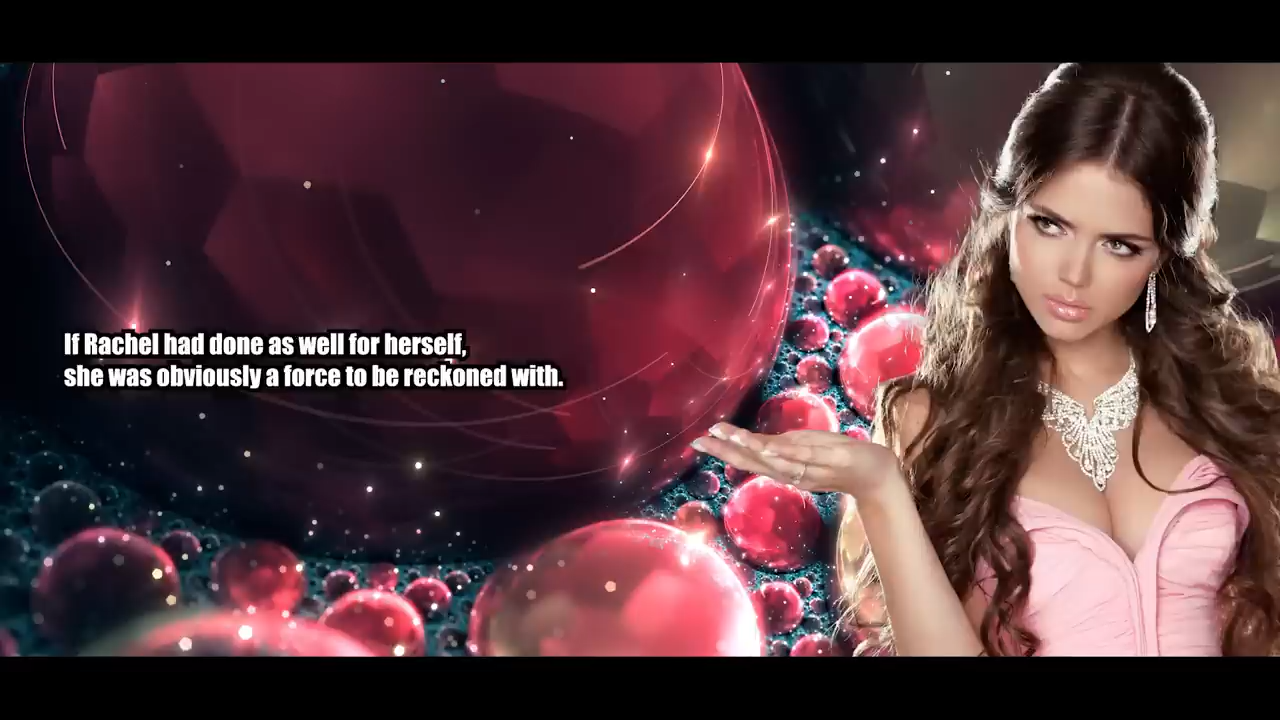 If Rachel had done as well for herself,
she was obviously a force to be reckoned with.